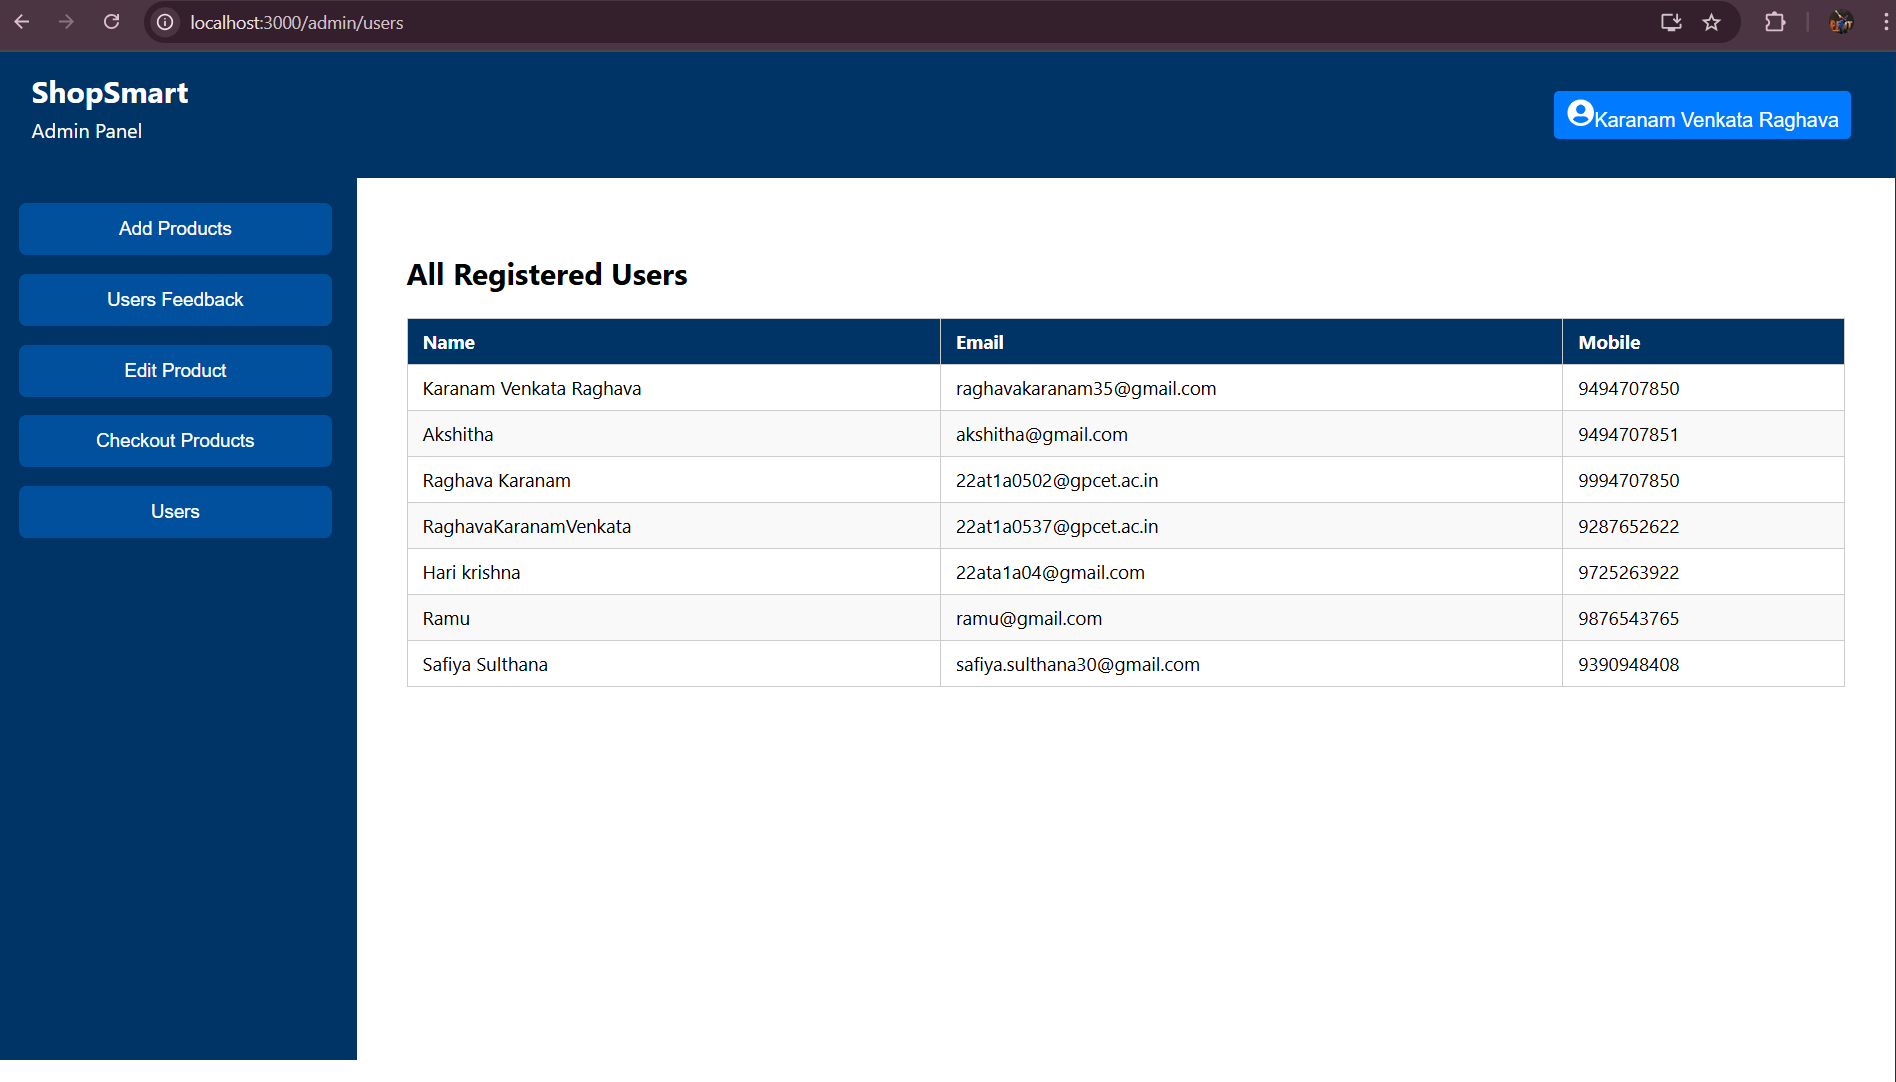 localhost:3000/admin/users
ShopSmart
Admin Panel
Karanam Venkata Raghava
Add Products
Users Feedback
Edit Product
Checkout Products
Users
All Registered Users
Name Email Mobile
Karanam Venkata Raghava raghavakaranam35@gmail.com 9494707850
Akshitha akshitha@gmail.com 9494707851
Raghava Karanam 22at1a0502@gpcet.ac.in 9994707850
RaghavaKaranamVenkata 22at1a0537@gpcet.ac.in 9287652622
Hari krishna 22ata1a04@gmail.com 9725263922
Ramu ramu@gmail.com 9876543765
Safiya Sulthana safiya.sulthana30@gmail.com 9390948408